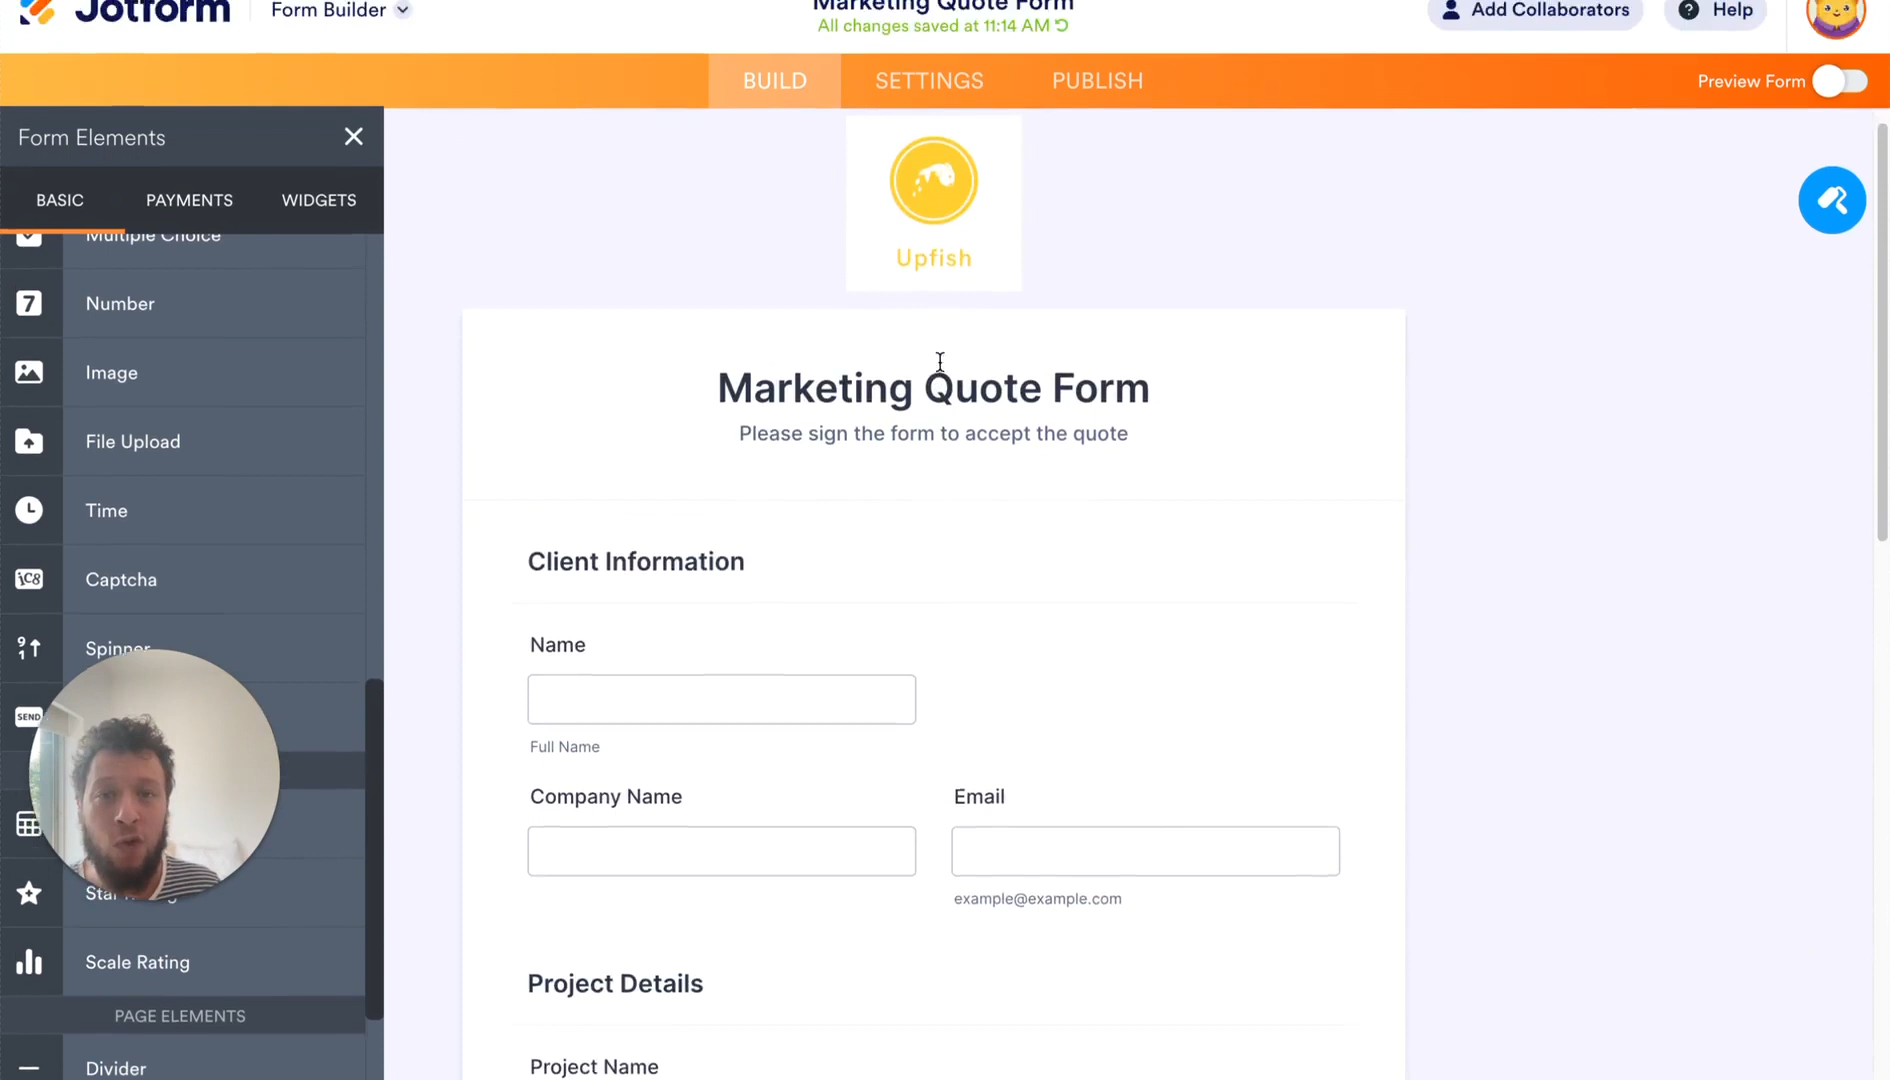 Jotform
Form Builder
Marketing Quote Form
All changes saved at 11:14 AM
Add Collaborators
Help
BUILD
SETTINGS
PUBLISH
Preview Form
Form Elements
BASIC
PAYMENTS
WIDGETS
Multiple Choice
7
Number
Image
File Upload
Time
Captcha
9
1
Spinner
SEND
Scale Rating
PAGE ELEMENTS
Divider
Upfish
Marketing Quote Form
Please sign the form to accept the quote
Client Information
Name
Full Name
Company Name
Email
example@example.com
Project Details
Project Name